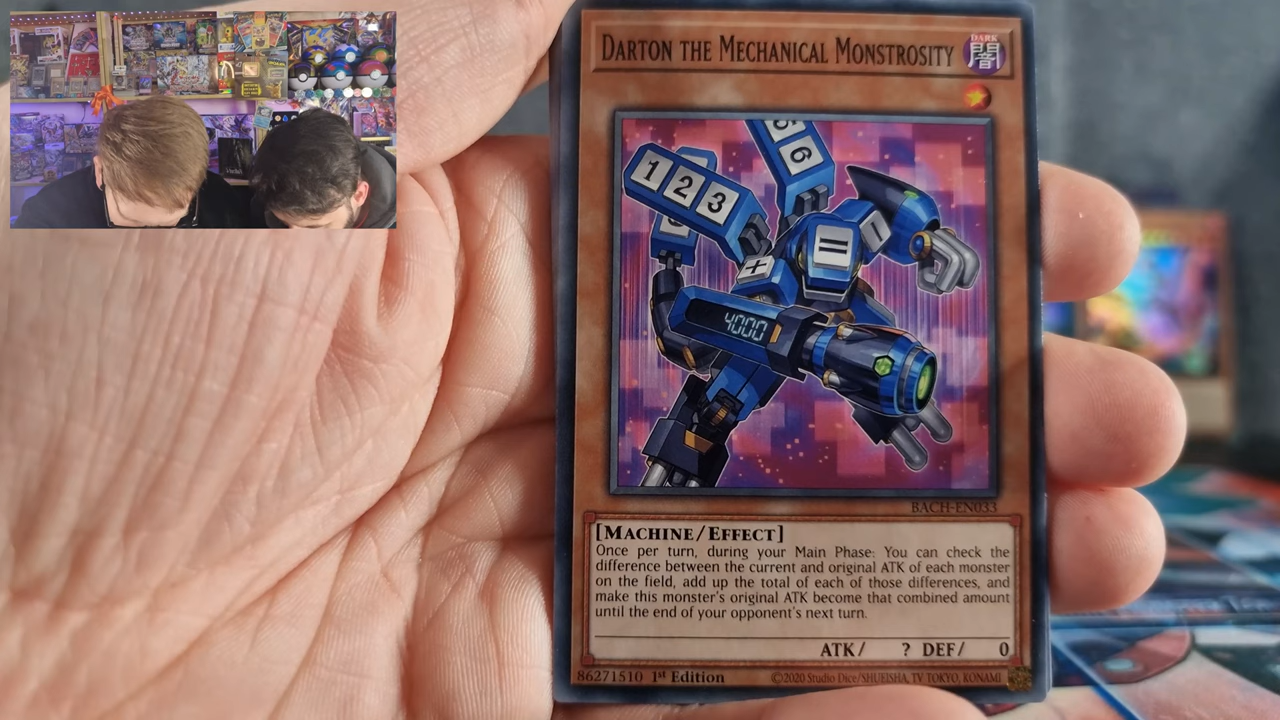 DARTON THE MECHANICAL MONSTROSITY
DARK
闇
5 6
1 2 3
=
−
+
4000
BACH-EN033
[MACHINE/EFFECT]
Once per turn, during your Main Phase: You can check the
difference between the current and original ATK of each monster
on the field, add up the total of each of those differences, and
make this monster's original ATK become that combined amount
until the end of your opponent's next turn.
ATK/ ? DEF/ 0
86271510 1st Edition ©2020 Studio Dice/SHUEISHA, TV TOKYO, KONAMI